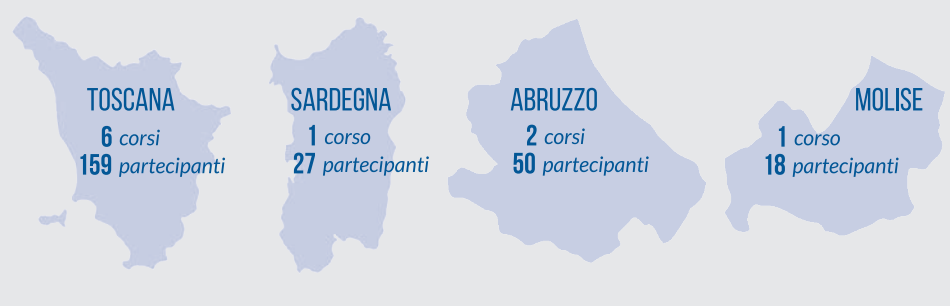 TOSCANA
6 corsi
159 partecipanti
SARDEGNA
1 corso
27 partecipanti
ABRUZZO
2 corsi
50 partecipanti
MOLISE
1 corso
18 partecipanti